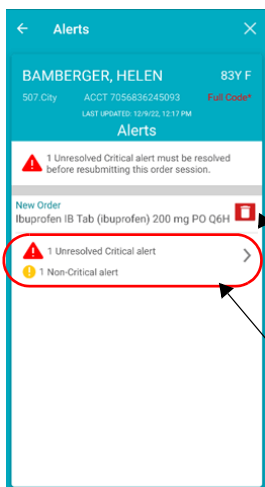 Alerts
BAMBERGER, HELEN 83Y F
507.City ACCT 7056836245093 Full Code*
LAST UPDATED: 12/9/22, 12:17 PM
Alerts
1 Unresolved Critical alert must be resolved
before resubmitting this order session.
New Order
Ibuprofen IB Tab (ibuprofen) 200 mg PO Q6H
1 Unresolved Critical alert
1 Non-Critical alert